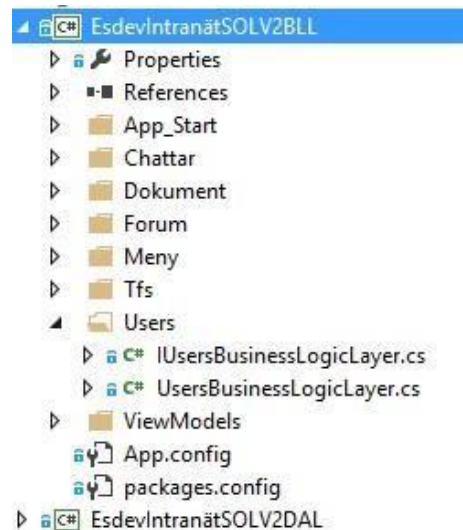 C# EsdevIntranätSOLV2BLL
Properties
References
App_Start
Chattar
Dokument
Forum
Meny
Tfs
Users
C# IUsersBusinessLogicLayer.cs
C# UsersBusinessLogicLayer.cs
ViewModels
App.config
packages.config
C# EsdevIntranätSOLV2DAL